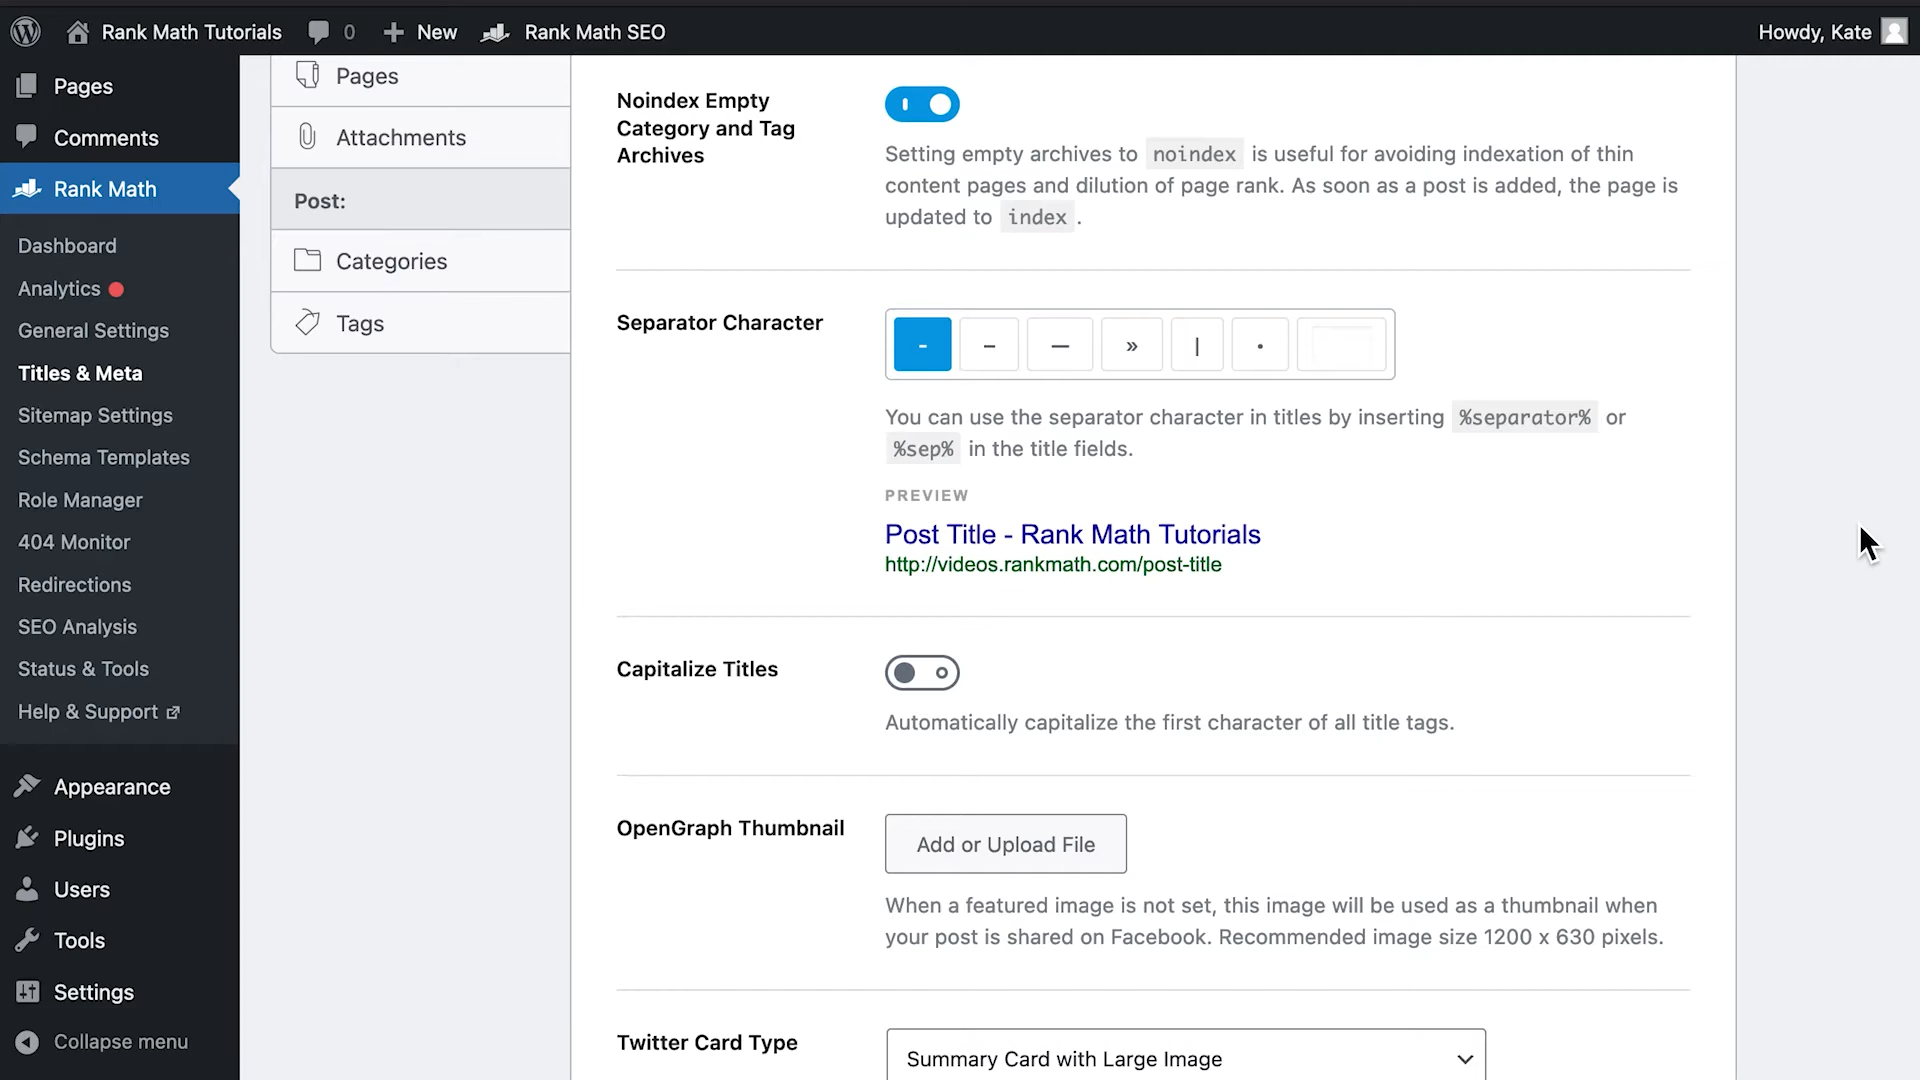 Rank Math Tutorials 0 New Rank Math SEO Howdy, Kate
Pages
Comments
Rank Math
Dashboard
Analytics
General Settings
Titles & Meta
Sitemap Settings
Schema Templates
Role Manager
404 Monitor
Redirections
SEO Analysis
Status & Tools
Help & Support
Appearance
Plugins
Users
Tools
Settings
Collapse menu
Pages
Attachments
Post:
Categories
Tags
Noindex Empty
Category and Tag
Archives
Setting empty archives to noindex is useful for avoiding indexation of thin
content pages and dilution of page rank. As soon as a post is added, the page is
updated to index .
Separator Character
- – — » | •
You can use the separator character in titles by inserting %separator% or
%sep% in the title fields.
PREVIEW
Post Title - Rank Math Tutorials
http://videos.rankmath.com/post-title
Capitalize Titles
Automatically capitalize the first character of all title tags.
OpenGraph Thumbnail
Add or Upload File
When a featured image is not set, this image will be used as a thumbnail when
your post is shared on Facebook. Recommended image size 1200 x 630 pixels.
Twitter Card Type
Summary Card with Large Image